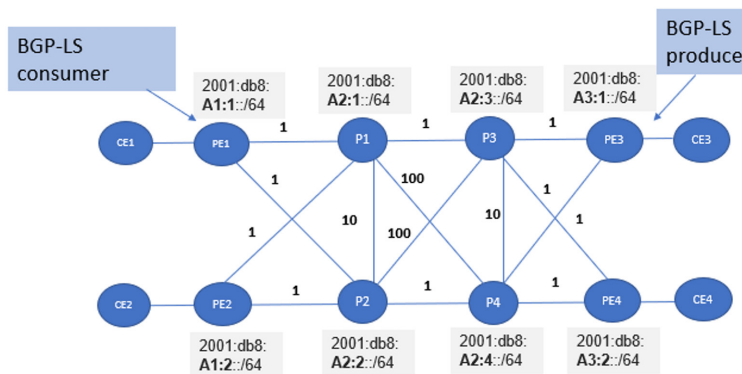 BGP-LS
consumer
BGP-LS
produce
2001:db8:
A1:1::/64
2001:db8:
A2:1::/64
2001:db8:
A2:3::/64
2001:db8:
A3:1::/64
CE1
PE1
1
P1
1
P3
1
PE3
CE3
1
100
1
1
10
100
10
1
CE2
PE2
1
P2
1
P4
1
PE4
CE4
2001:db8:
A1:2::/64
2001:db8:
A2:2::/64
2001:db8:
A2:4::/64
2001:db8:
A3:2::/64